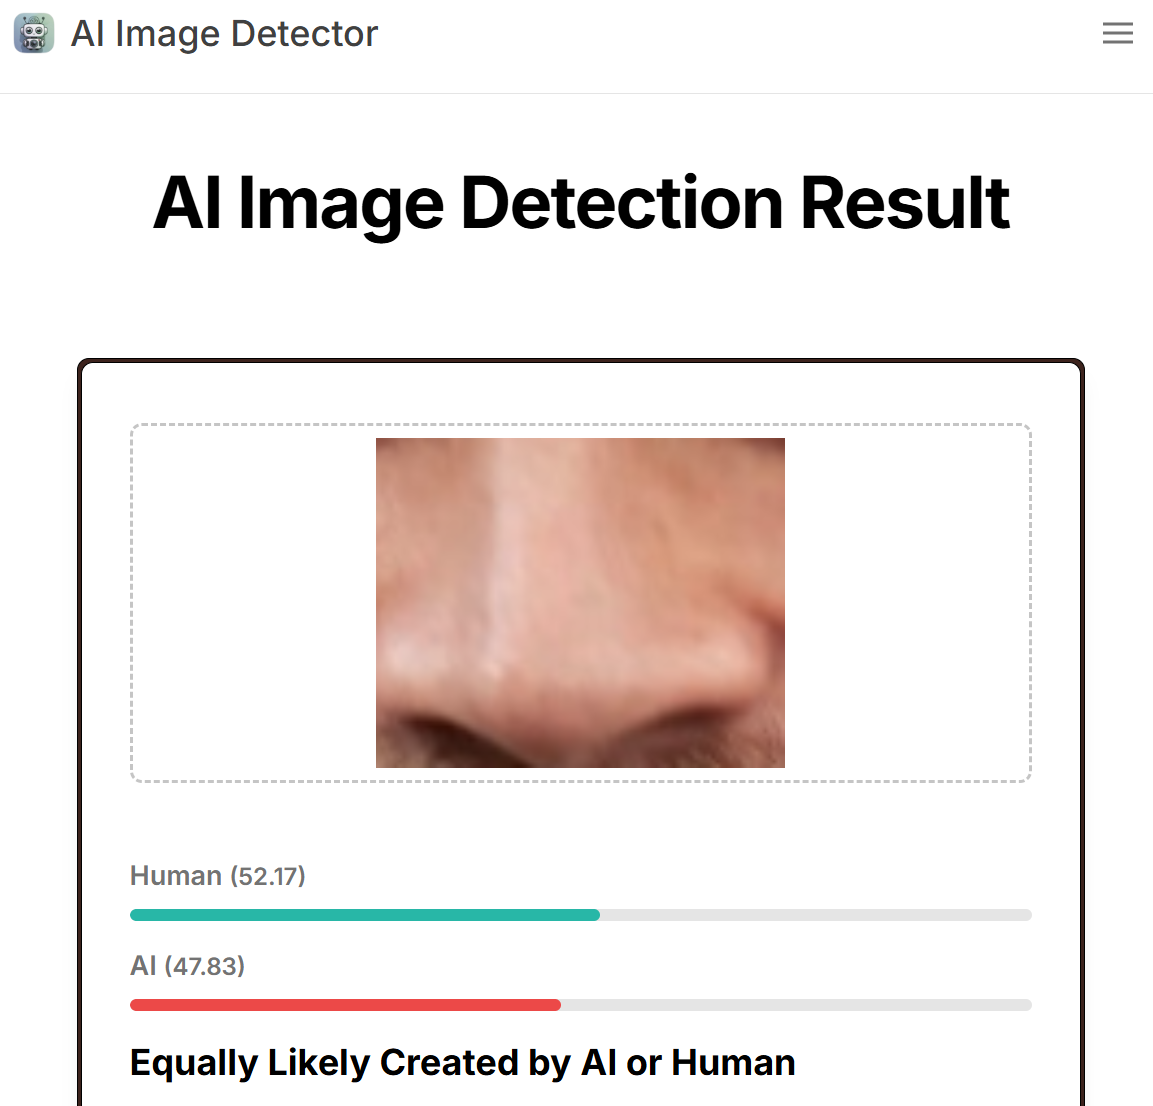 AI Image Detector
AI Image Detection Result
Human (52.17)
AI (47.83)
Equally Likely Created by AI or Human